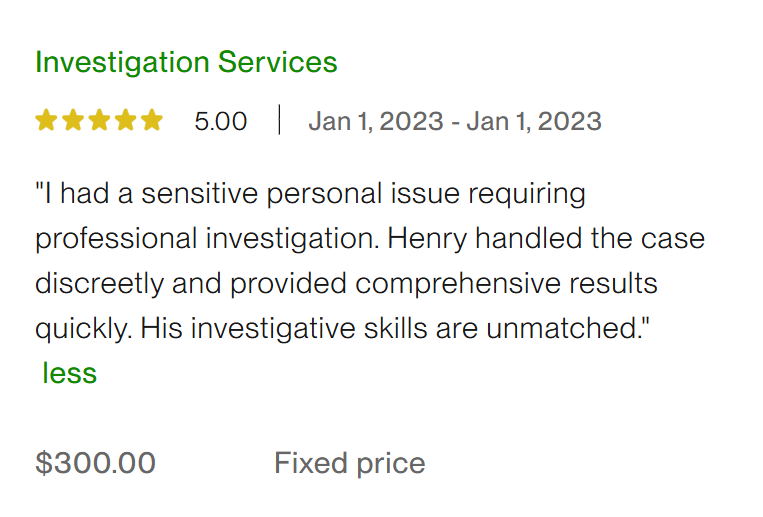 Investigation Services
5.00 | Jan 1, 2023 - Jan 1, 2023
"I had a sensitive personal issue requiring
professional investigation. Henry handled the case
discreetly and provided comprehensive results
quickly. His investigative skills are unmatched."
less
$300.00 Fixed price